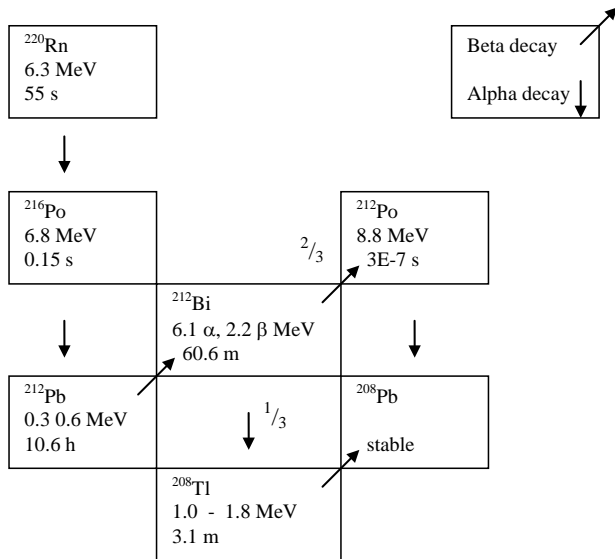 ²²⁰Rn
6.3 MeV
55 s
Beta decay
Alpha decay
²¹⁶Po
6.8 MeV
0.15 s
²/₃
²¹²Po
8.8 MeV
3E-7 s
²¹²Bi
6.1 α, 2.2 β MeV
60.6 m
²¹²Pb
0.3 0.6 MeV
10.6 h
¹/₃
²⁰⁸Pb
stable
²⁰⁸Tl
1.0 - 1.8 MeV
3.1 m